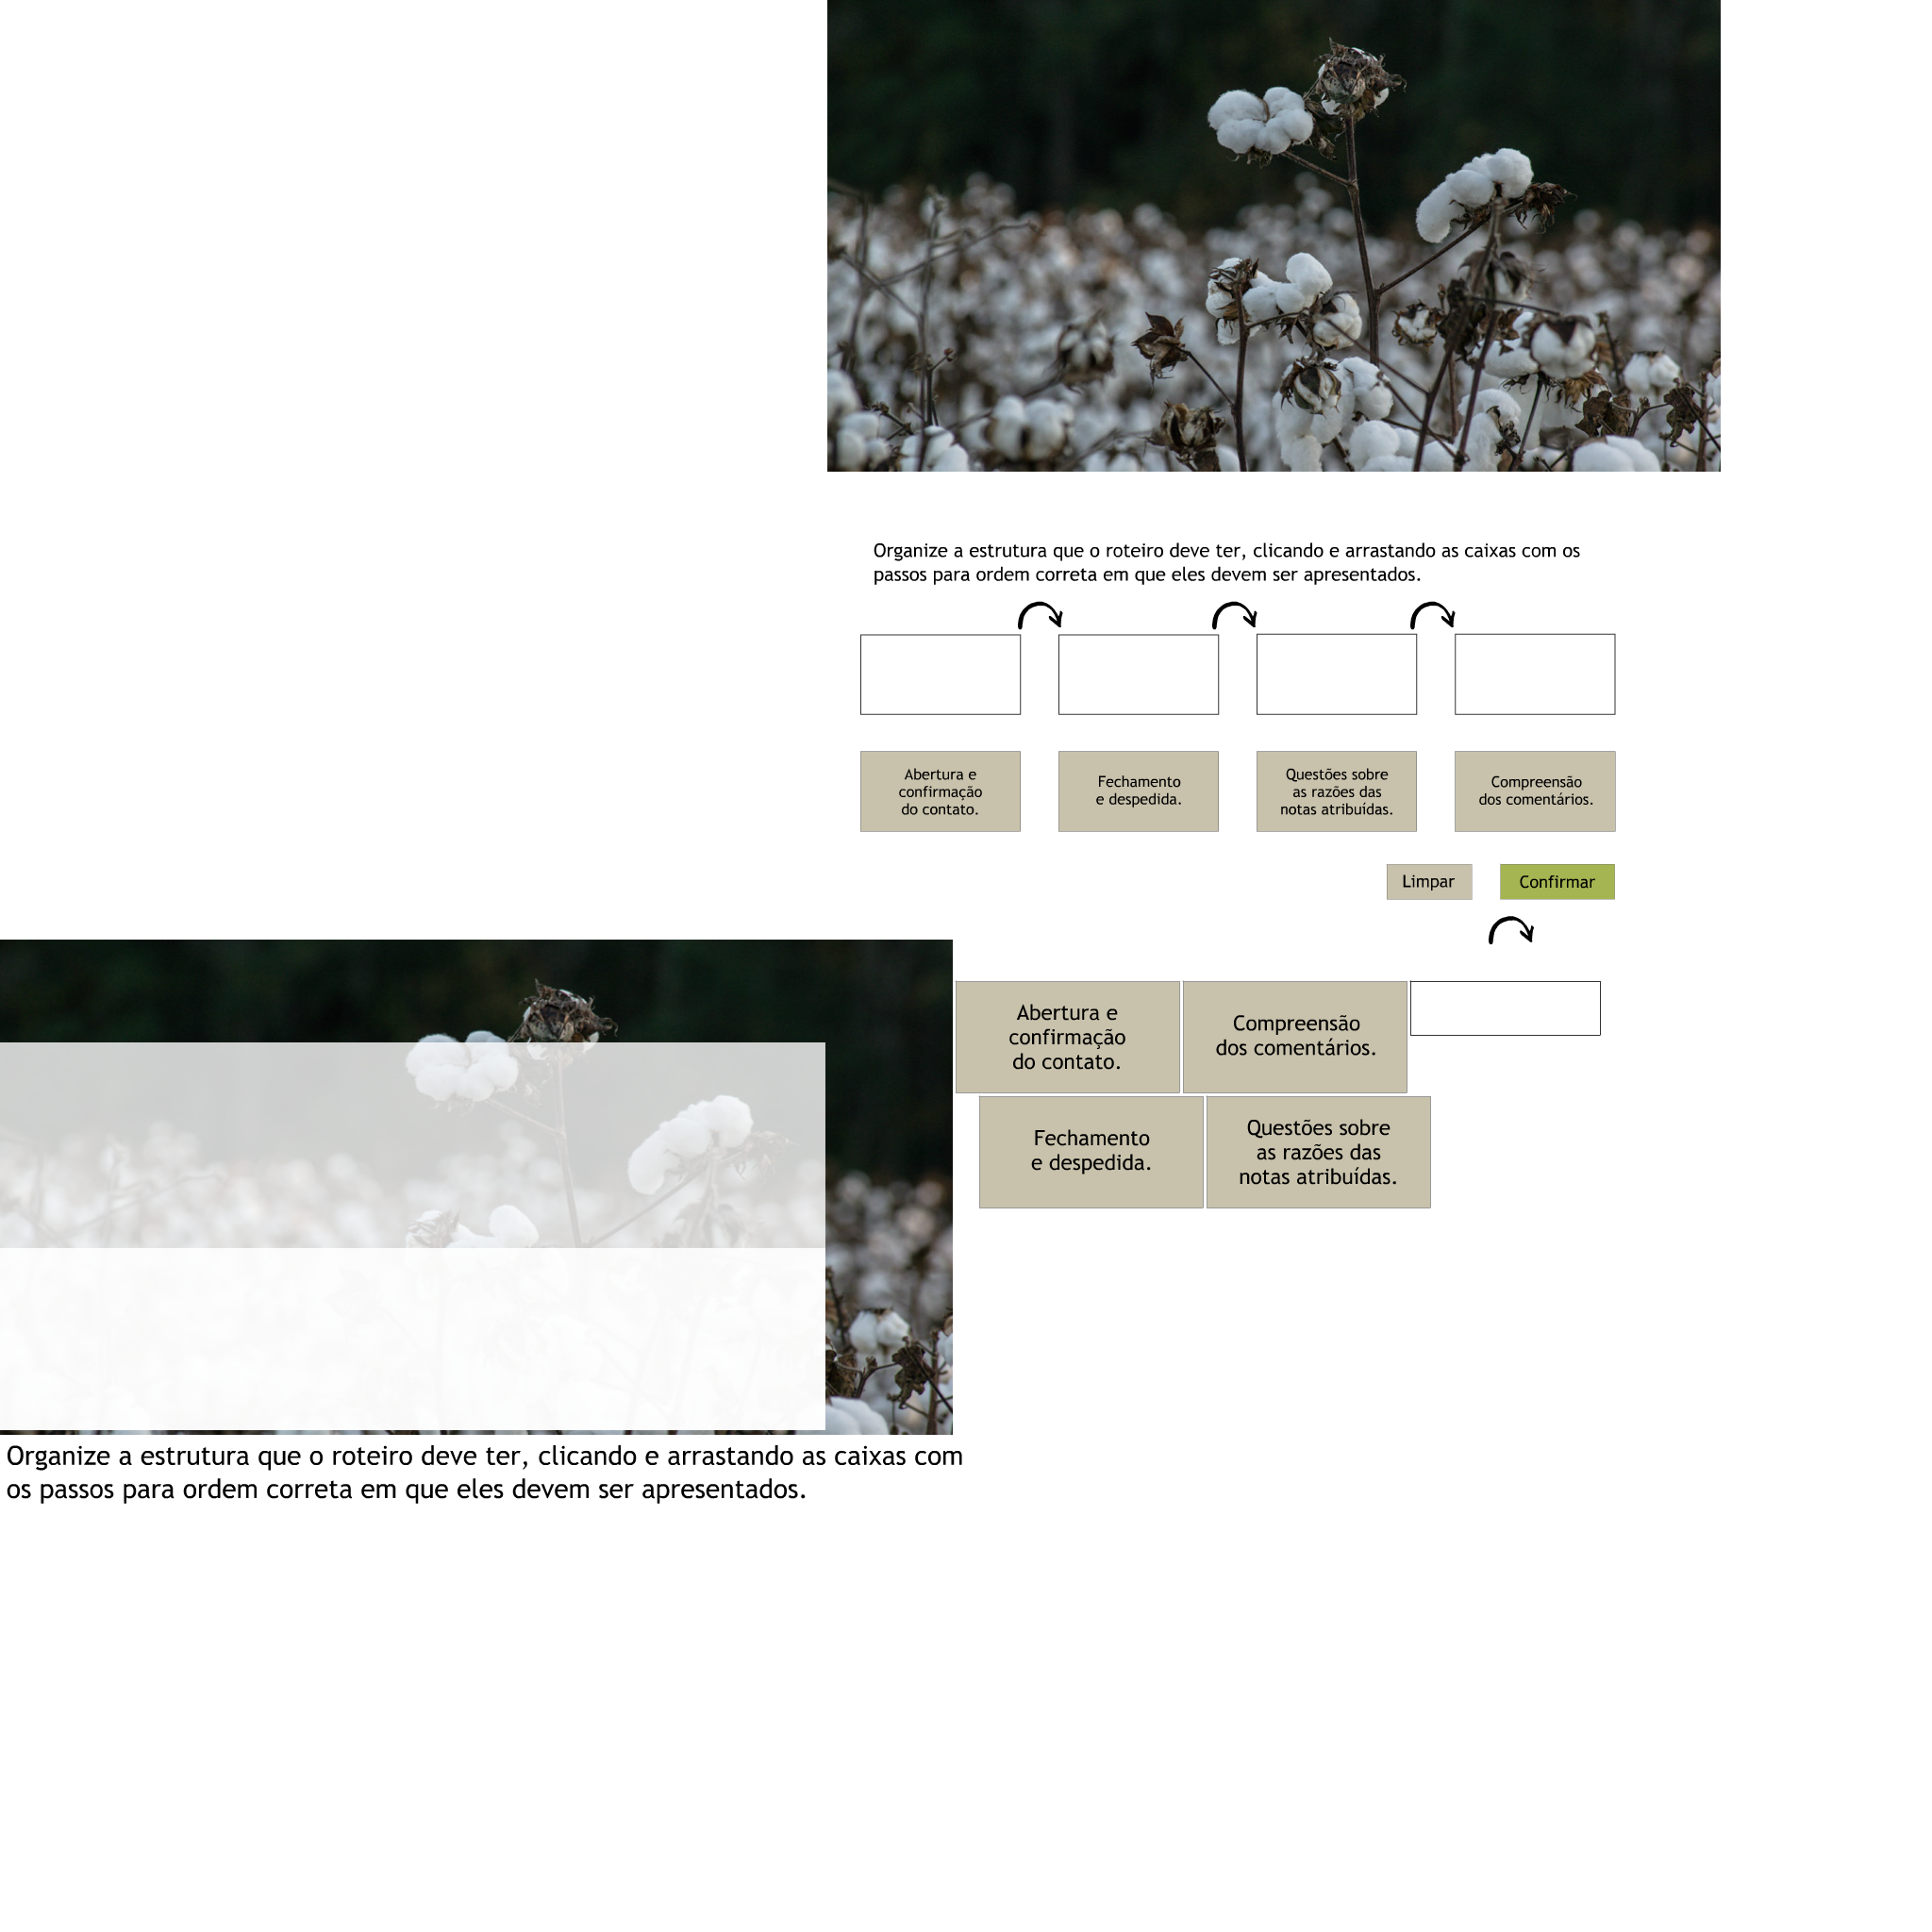 Organize a estrutura que o roteiro deve ter, clicando e arrastando as caixas com os
passos para ordem correta em que eles devem ser apresentados.
Abertura e
confirmação
do contato.
Fechamento
e despedida.
Questões sobre
as razões das
notas atribuídas.
Compreensão
dos comentários.
Limpar
Confirmar
Abertura e
confirmação
do contato.
Compreensão
dos comentários.
Fechamento
e despedida.
Questões sobre
as razões das
notas atribuídas.
Organize a estrutura que o roteiro deve ter, clicando e arrastando as caixas com
os passos para ordem correta em que eles devem ser apresentados.